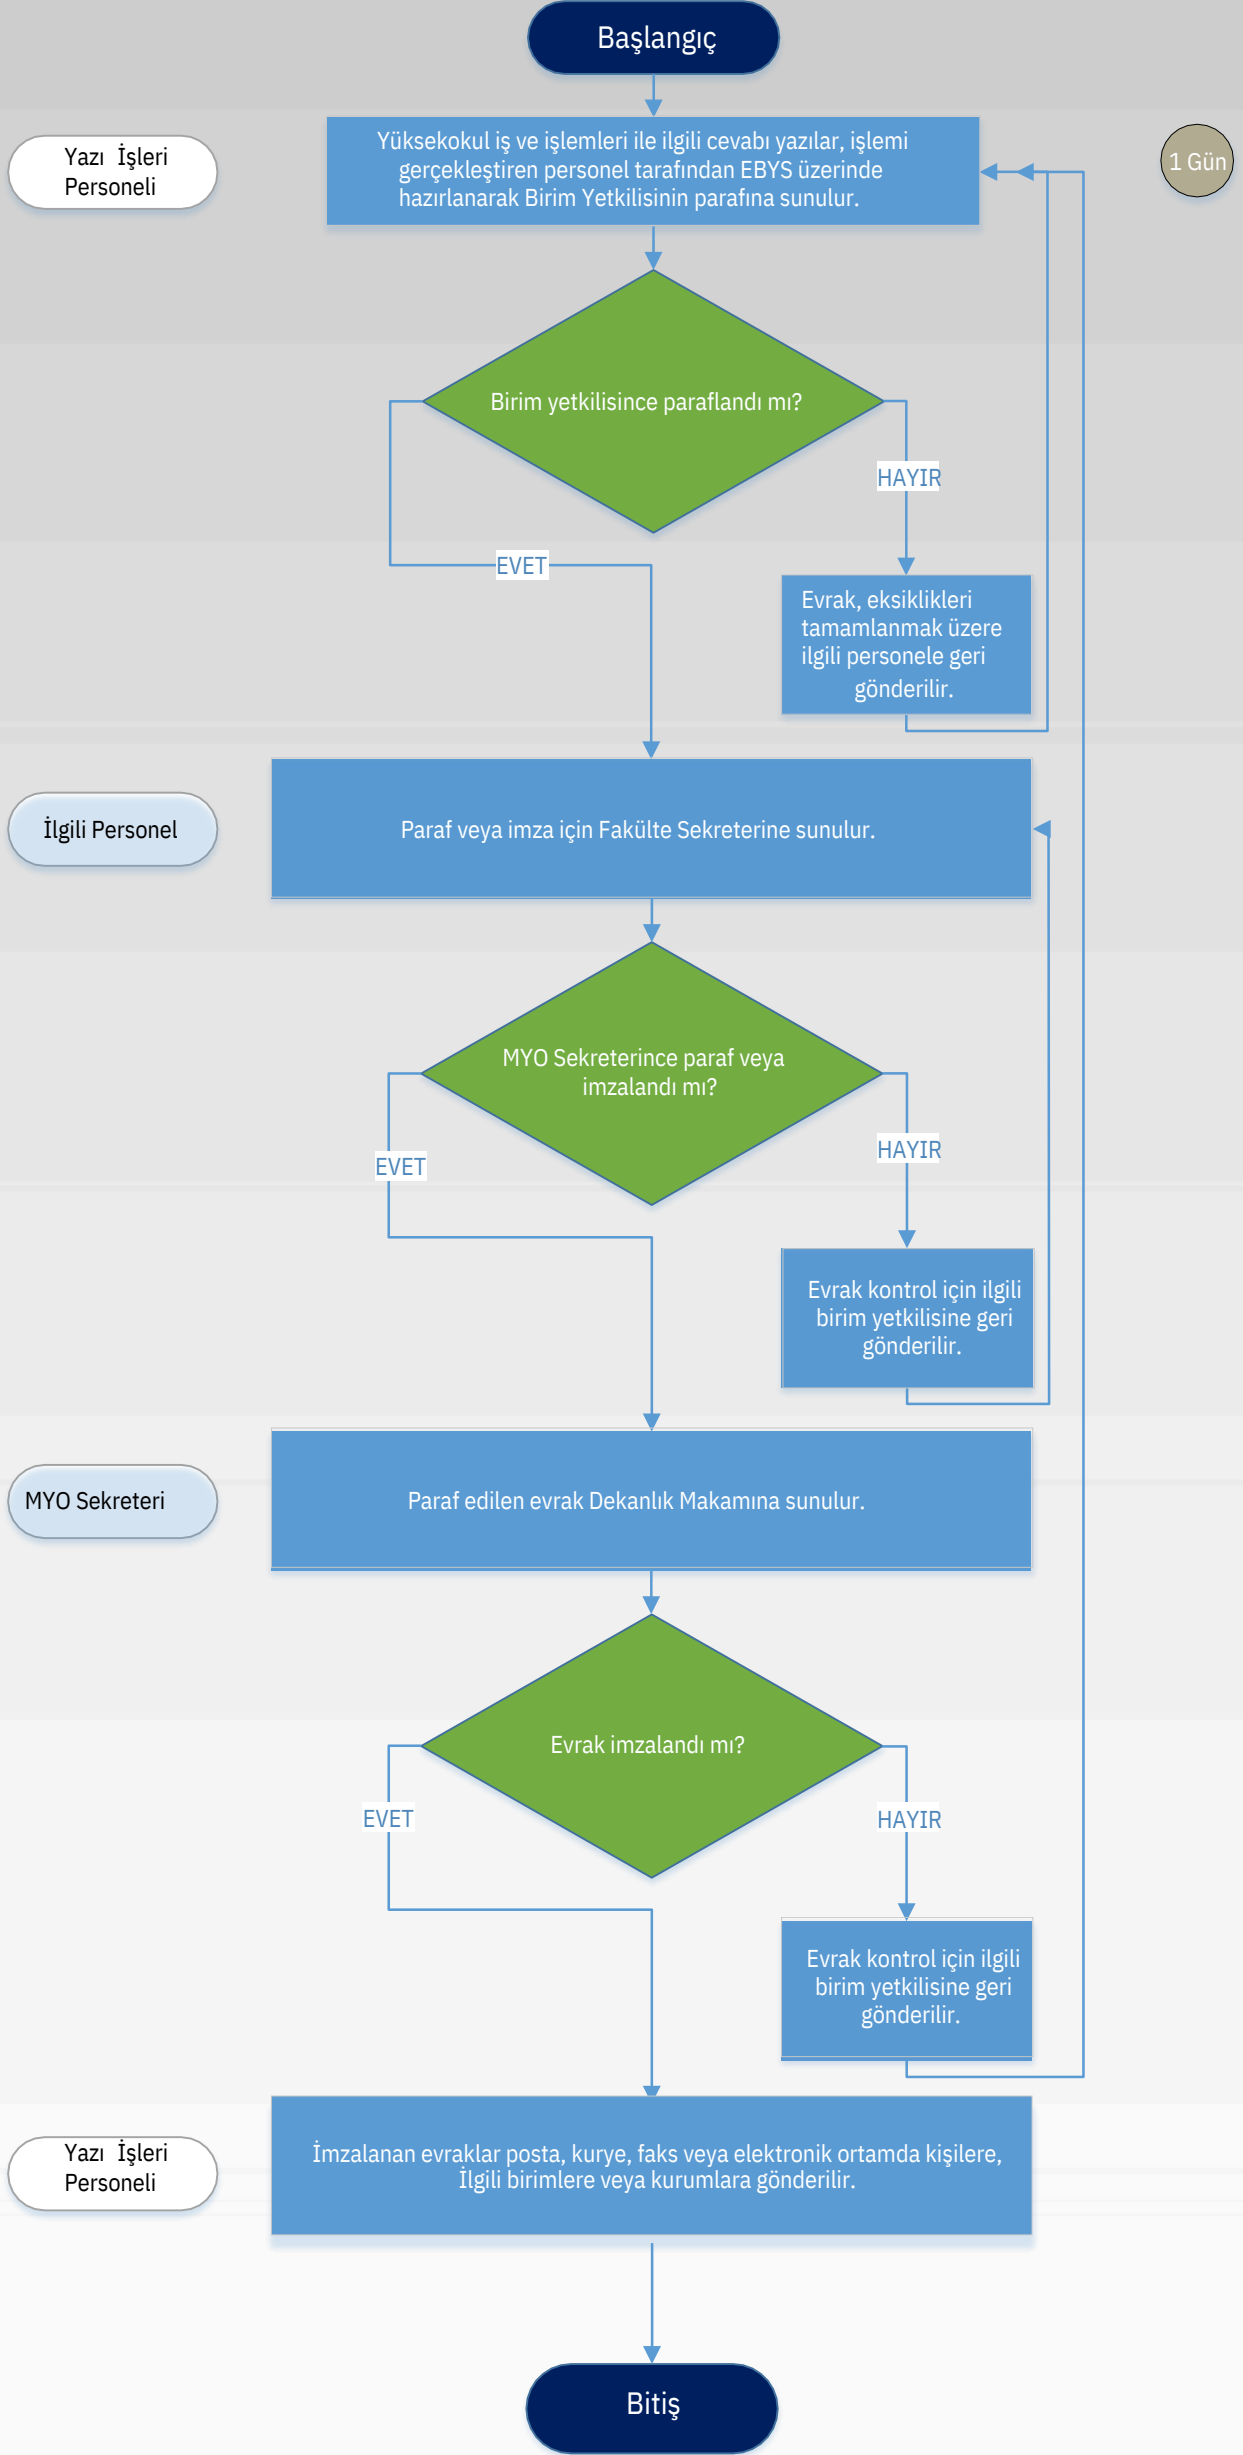 Başlangıç
Yazı İşleri
Personeli
Yüksekokul iş ve işlemleri ile ilgili cevabı yazılar, işlemi
gerçekleştiren personel tarafından EBYS üzerinde
hazırlanarak Birim Yetkilisinin parafına sunulur.
1 Gün
Birim yetkilisince paraflandı mı?
HAYIR
EVET
Evrak, eksiklikleri
tamamlanmak üzere
ilgili personele geri
gönderilir.
İlgili Personel
Paraf veya imza için Fakülte Sekreterine sunulur.
MYO Sekreterince paraf veya
imzalandı mı?
EVET
HAYIR
Evrak kontrol için ilgili
birim yetkilisine geri
gönderilir.
MYO Sekreteri
Paraf edilen evrak Dekanlık Makamına sunulur.
Evrak imzalandı mı?
EVET
HAYIR
Evrak kontrol için ilgili
birim yetkilisine geri
gönderilir.
Yazı İşleri
Personeli
İmzalanan evraklar posta, kurye, faks veya elektronik ortamda kişilere,
İlgili birimlere veya kurumlara gönderilir.
Bitiş